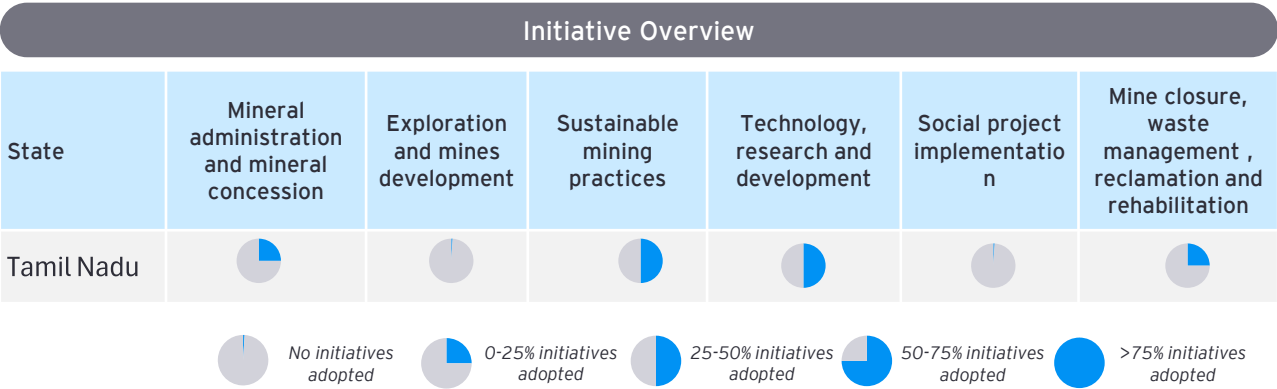 Initiative Overview
State
Mineral
administration
and mineral
concession
Exploration
and mines
development
Sustainable
mining
practices
Technology,
research and
development
Social project
implementatio
n
Mine closure,
waste
management ,
reclamation and
rehabilitation
Tamil Nadu
No initiatives
adopted
0-25% initiatives
adopted
25-50% initiatives
adopted
50-75% initiatives
adopted
>75% initiatives
adopted